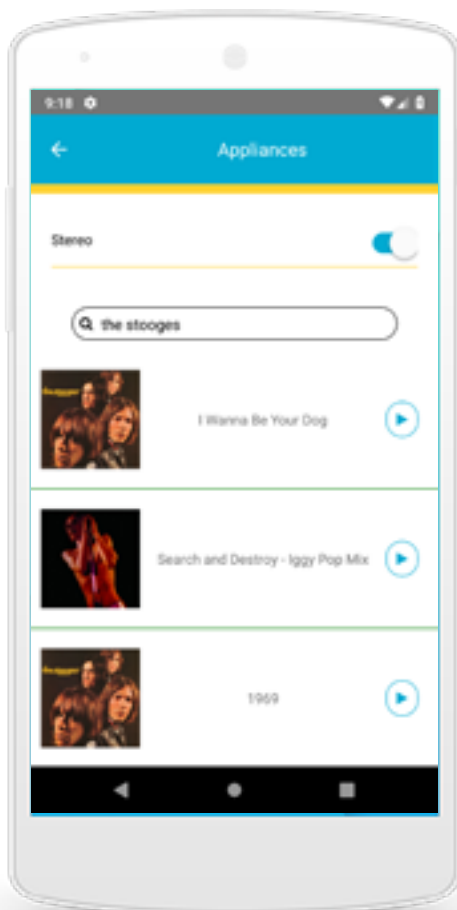 9:18
Appliances
Stereo
the stooges
I Wanna Be Your Dog
Search and Destroy - Iggy Pop Mix
1969